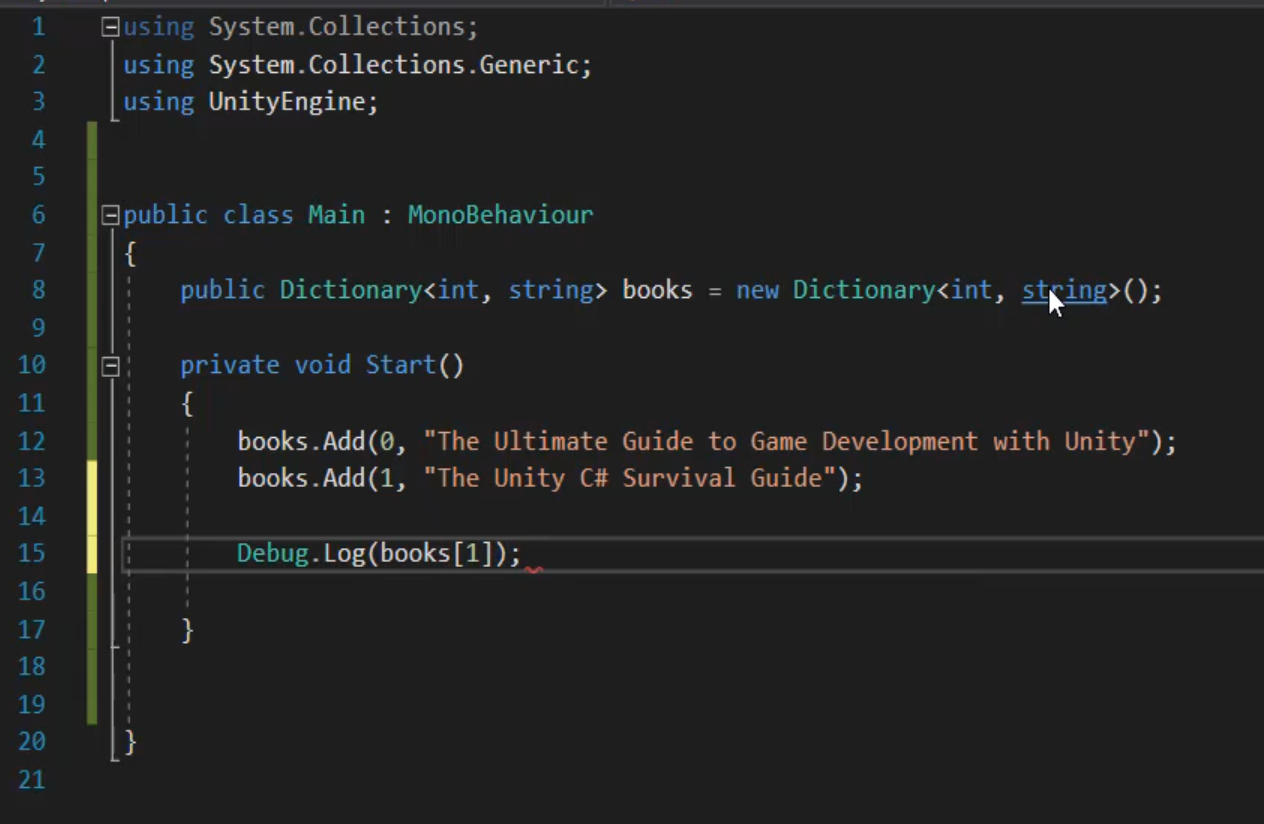 1 using System.Collections;
2 using System.Collections.Generic;
3 using UnityEngine;
4
5
6 public class Main : MonoBehaviour
7 {
8 public Dictionary<int, string> books = new Dictionary<int, string>();
9
10 private void Start()
11 {
12 books.Add(0, "The Ultimate Guide to Game Development with Unity");
13 books.Add(1, "The Unity C# Survival Guide");
14
15 Debug.Log(books[1]);
16
17 }
18
19
20 }
21